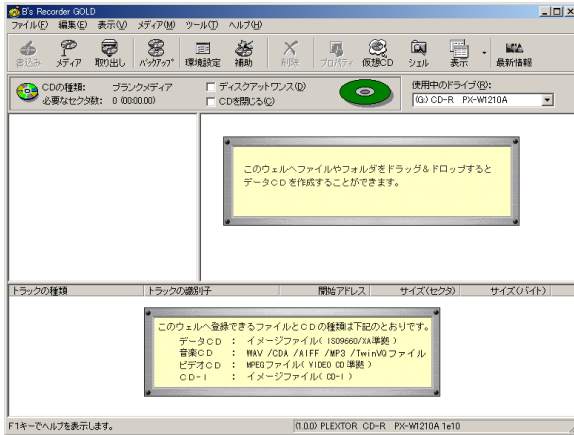 B's Recorder GOLD
ファイル(F) 編集(E) 表示(V) メディア(M) ツール(T) ヘルプ(H)
書込み メディア 取り出し バックアップ 環境設定 補助 削除 プロパティ 仮想CD シェル 表示 最新情報
CDの種類: ブランクメディア
必要なセクタ数: 0 (00:00.00)
ディスクアットワンス(D)
CDを閉じる(C)
使用中のドライブ(R):
(G:) CD-R PX-W1210A
このウェルへファイルやフォルダをドラッグ&ドロップすると
データCDを作成することができます。
トラックの種類 トラックの識別子 開始アドレス サイズ(セクタ) サイズ(バイト)
このウェルへ登録できるファイルとCDの種類は下記のとおりです。
データCD : イメージファイル( ISO9660/XA準拠 )
音楽CD : WAV /CDA /AIFF /MP3 /TwinVQファイル
ビデオCD : MPEGファイル( VIDEO CD 準拠 )
CD-I : イメージファイル( CD-I )
F1キーでヘルプを表示します。
(1:0:0) PLEXTOR CD-R PX-W1210A 1e10